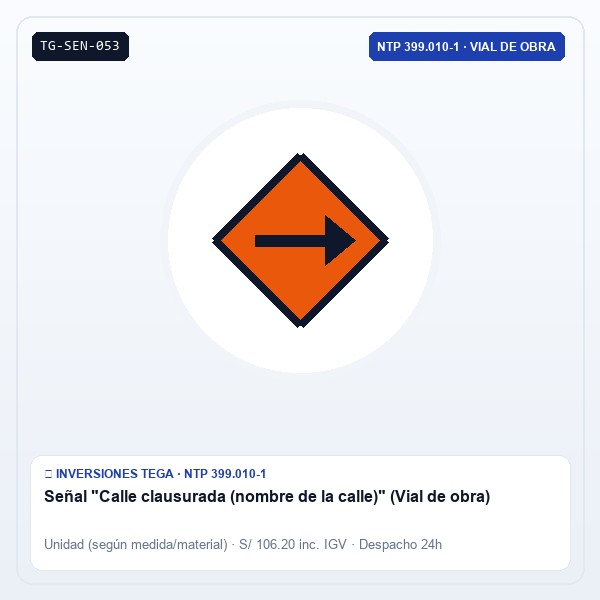 TG-SEN-053
NTP 399.010-1 · VIAL DE OBRA
INVERSIONES TEGA · NTP 399.010-1
Señal "Calle clausurada (nombre de la calle)" (Vial de obra)
Unidad (según medida/material) · S/ 106.20 inc. IGV · Despacho 24h